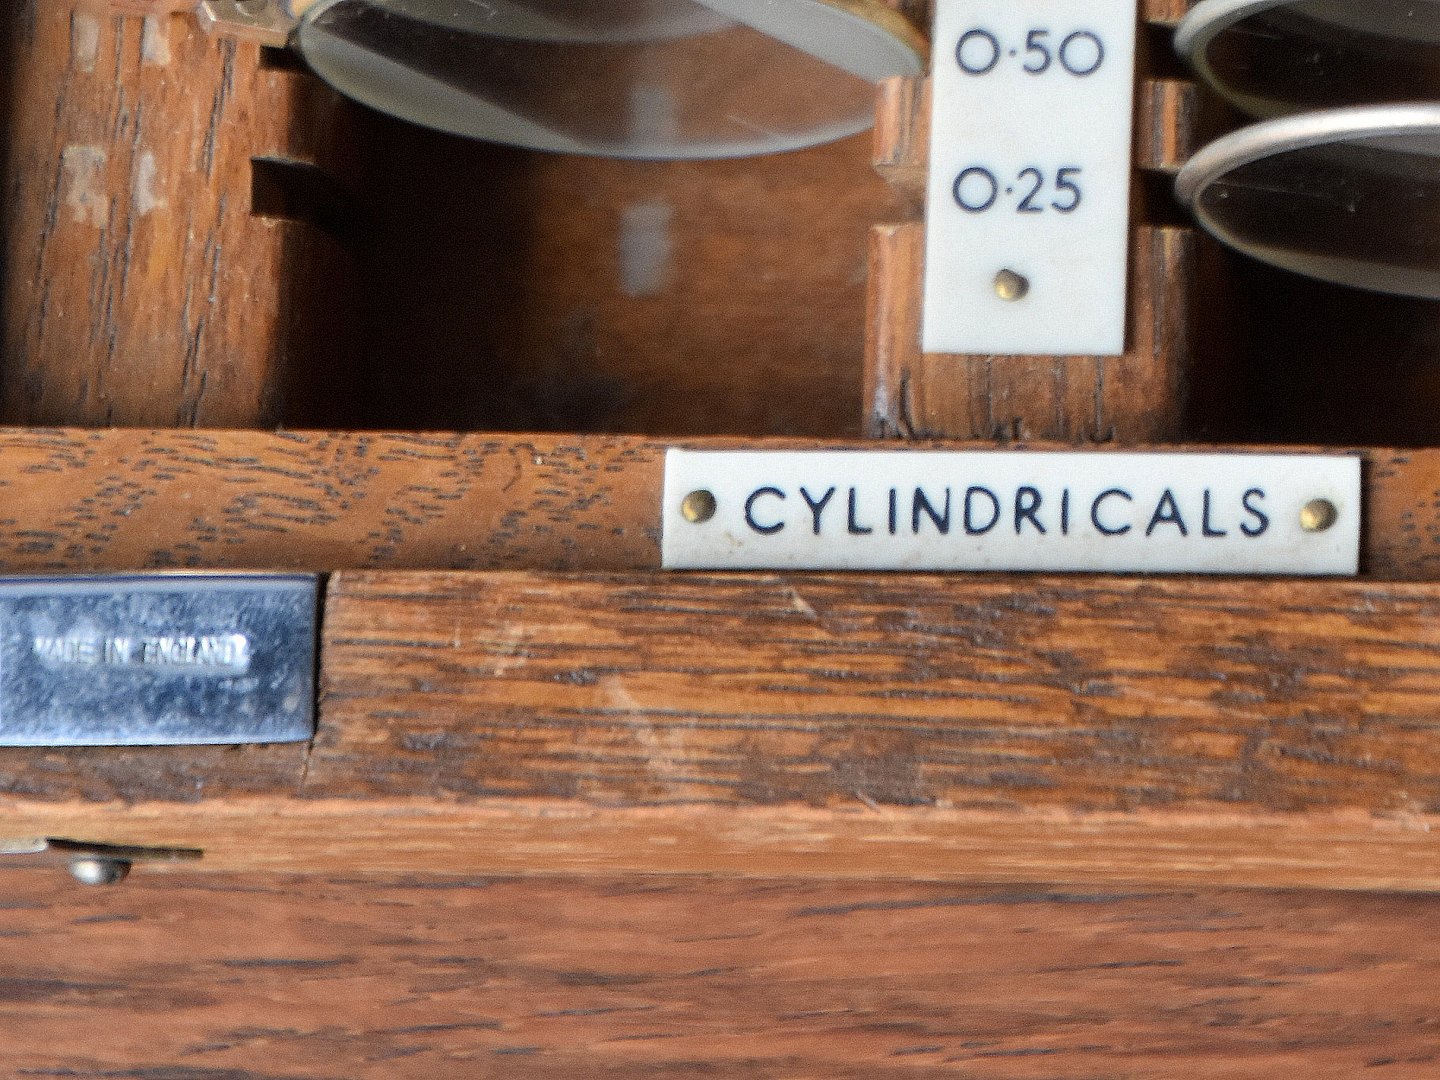 0·50
0·25
CYLINDRICALS
MADE IN ENGLAND